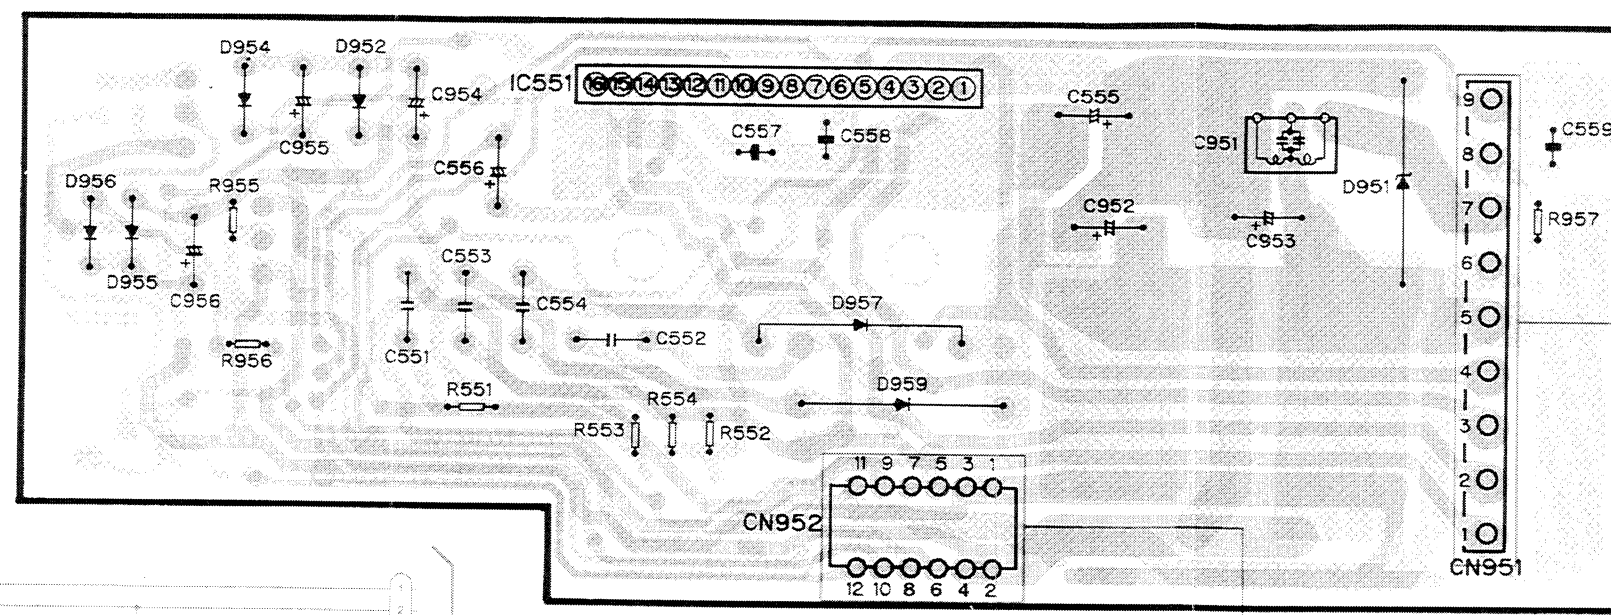 D954
D952
IC551
16 15 14 13 12 11 10 9 8 7 6 5 4 3 2 1
C954
+
C955
+
C555
+
C557
C558
C951
C559
9
8
7
6
5
4
3
2
1
CN951
C556
+
D956
R955
D951
C952
+
C953
+
R957
D955
C956
+
C553
C554
D957
C551
C552
R956
R551
D959
R554
R553
R552
11 9 7 5 3 1
CN952
12 10 8 6 4 2
1
2